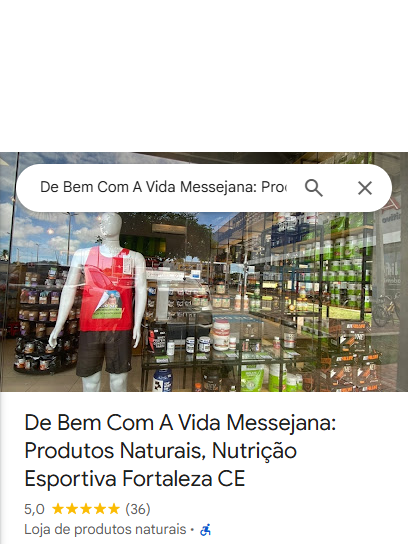 De Bem Com A Vida Messejana: Pro
De Bem Com A Vida Messejana:
Produtos Naturais, Nutrição
Esportiva Fortaleza CE
5,0 (36)
Loja de produtos naturais ·